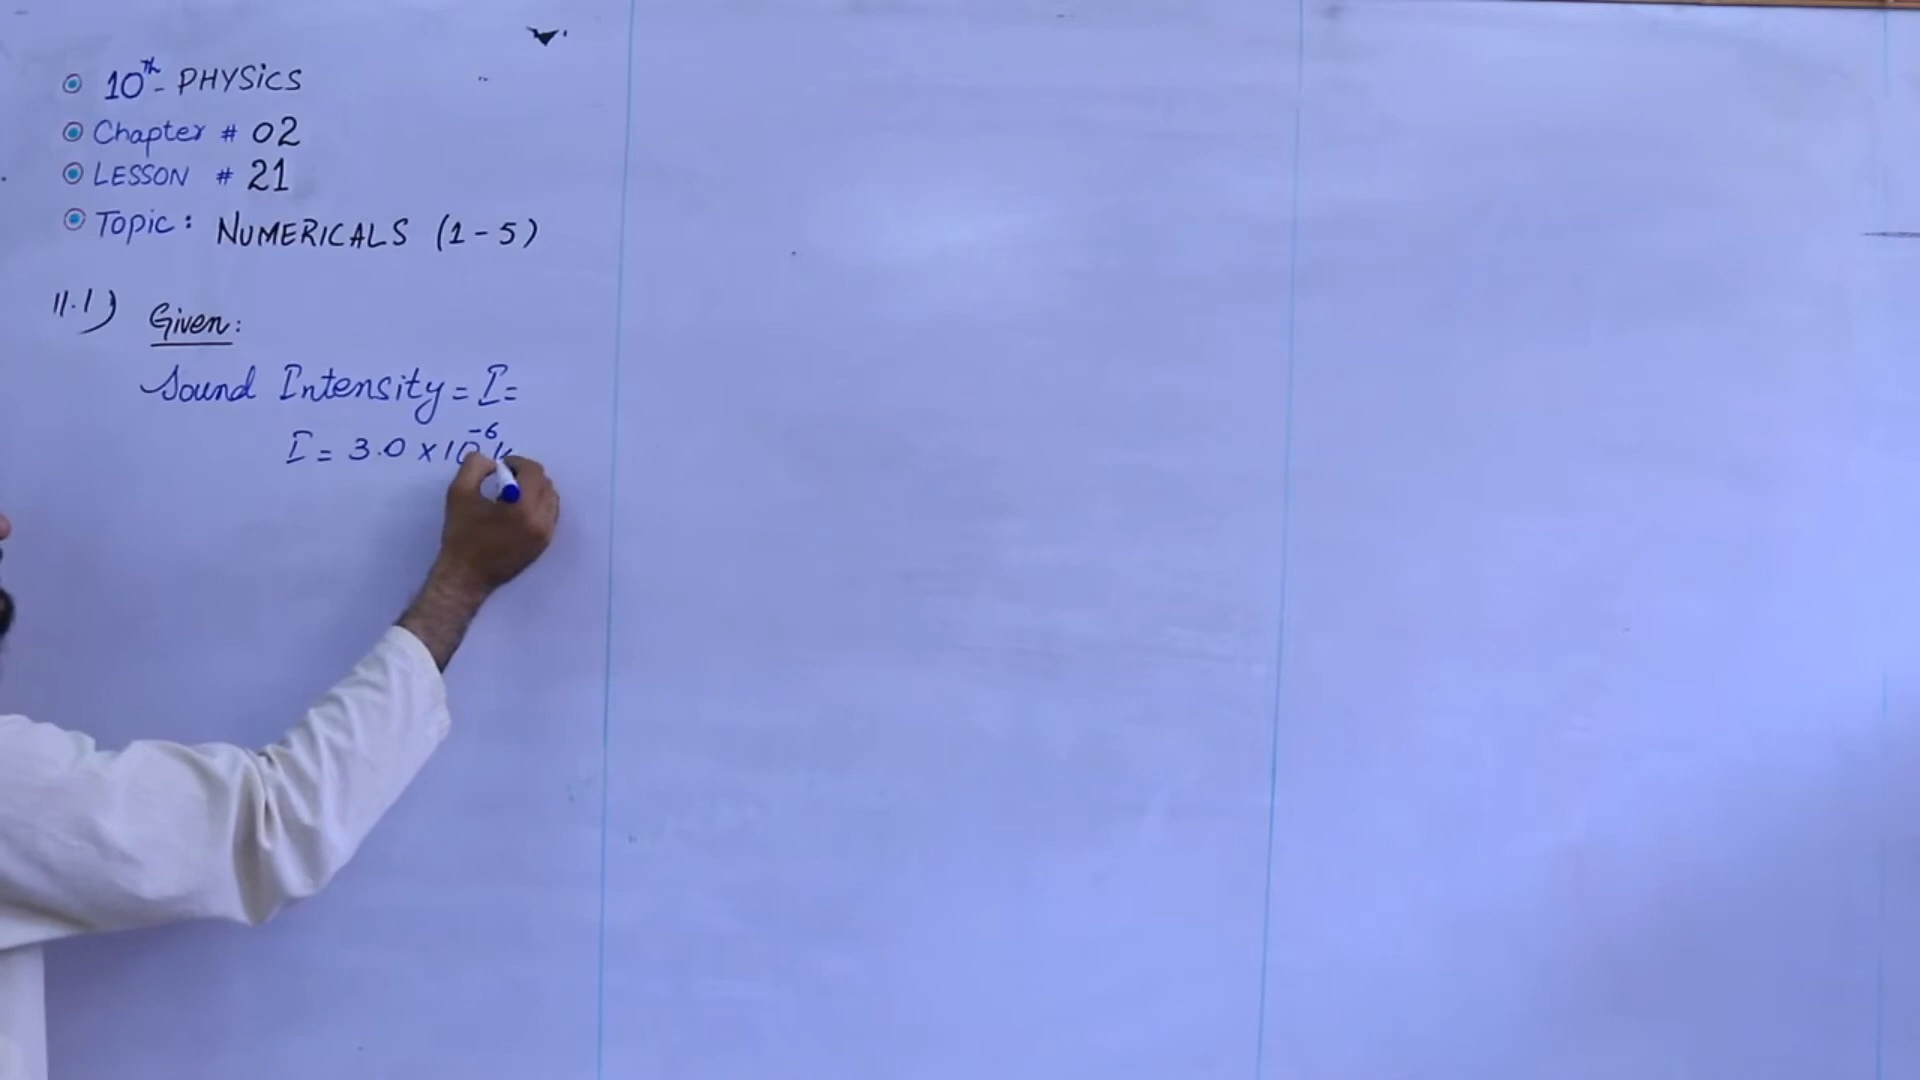 10th - PHYSiCS
Chapter # 02
LESSON # 21
Topic: NUMERICALS (1-5)
11.1) Given:
Sound Intensity = I =
I = 3.0 × 10⁻⁶